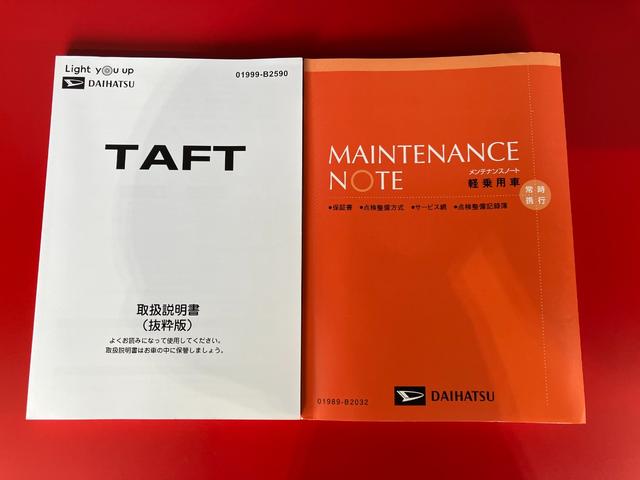 Light you up
DAIHATSU
01999-B2590
TAFT
取扱説明書
（抜粋版）
よくお読みになって使用してください。
取扱説明書はお車の中に保管しましょう。
MAINTENANCE
NOTE
メンテナンスノート
軽乗用車
常時
携行
●保証書 ●点検整備方式 ●サービス網 ●点検整備記録簿
01989-B2032
DAIHATSU